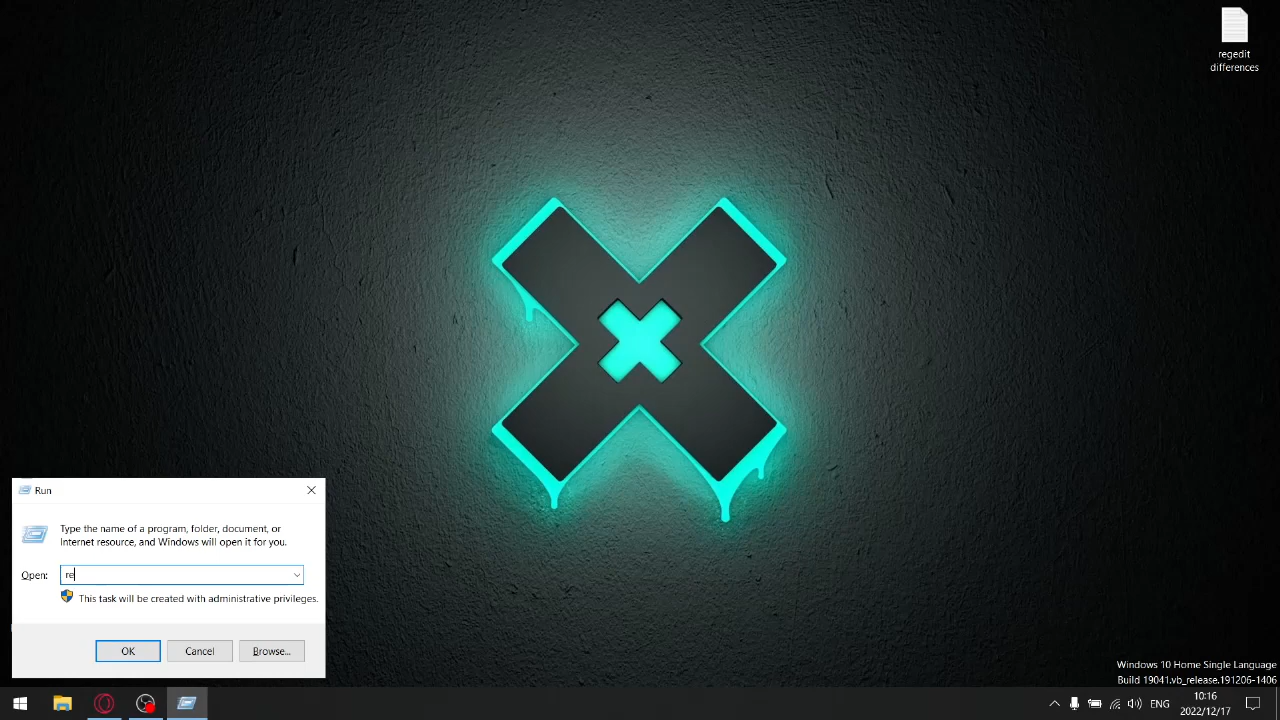 regedit
differences
Run
Type the name of a program, folder, document, or
Internet resource, and Windows will open it for you.
Open:
re
This task will be created with administrative privileges.
OK
Cancel
Browse...
Windows 10 Home Single Language
Build 19041.vb_release.191206-1406
ENG
10:16
2022/12/17